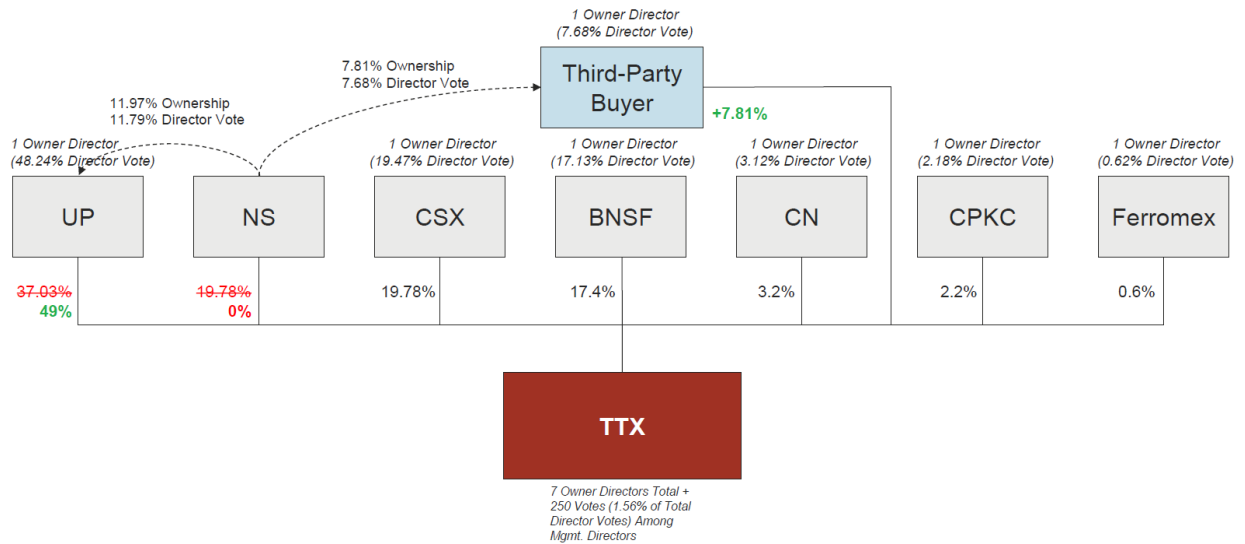 1 Owner Director
(7.68% Director Vote)
Third-Party
Buyer
+7.81%
7.81% Ownership
7.68% Director Vote
11.97% Ownership
11.79% Director Vote
1 Owner Director
(48.24% Director Vote)
UP
37.03%
49%
NS
19.78%
0%
1 Owner Director
(19.47% Director Vote)
CSX
19.78%
1 Owner Director
(17.13% Director Vote)
BNSF
17.4%
1 Owner Director
(3.12% Director Vote)
CN
3.2%
1 Owner Director
(2.18% Director Vote)
CPKC
2.2%
1 Owner Director
(0.62% Director Vote)
Ferromex
0.6%
TTX
7 Owner Directors Total +
250 Votes (1.56% of Total
Director Votes) Among
Mgmt. Directors